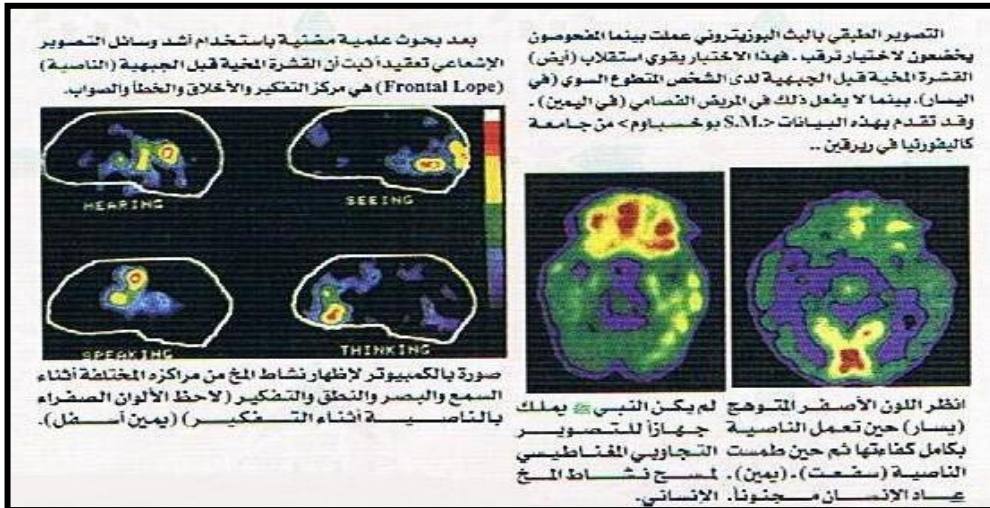 التصوير الطبقي بالبث البوزيتروني عملت بينما المفحوصون
يخضعون لاختبار ترقب. فهذا الاختبار يقوي استقلاب (أيض)
القشرة المخية قبل الجبهية لدى الشخص المتطوع السوي (في
اليسار)، بينما لا يفعل ذلك في المريض الفصامي (في اليمين).
وقد تقدم بهذه البيانات <S.M. بوخسباوم> من جامعة
كاليفورنيا في ريرقين ..
انظر اللون الأصفر المتوهج
(يسار) حين تعمل الناصية
بكامل كفاءتها ثم حين طمست
الناصية (سفعت). (يمين).
عاد الإنسان مجنوناً.
لم يكن النبي ﷺ يملك
جهازاً للتصوير
التجاوبي المغناطيسي
لمسح نشاط المخ
الإنساني.
بعد بحوث علمية مضنية باستخدام أشد وسائل التصوير
الإشعاعي تعقيداً أثبت أن القشرة المخية قبل الجبهية (الناصية)
(Frontal Lope) هي مركز التفكير والأخلاق والخطأ والصواب.
HEARING
SEEING
SPEAKING
THINKING
صورة بالكمبيوتر لإظهار نشاط المخ من مراكزه المختلفة أثناء
السمع والبصر والنطق والتفكير (لاحظ الألوان الصفراء
بالناصية أثناء التفكير) (يمين أسفل).